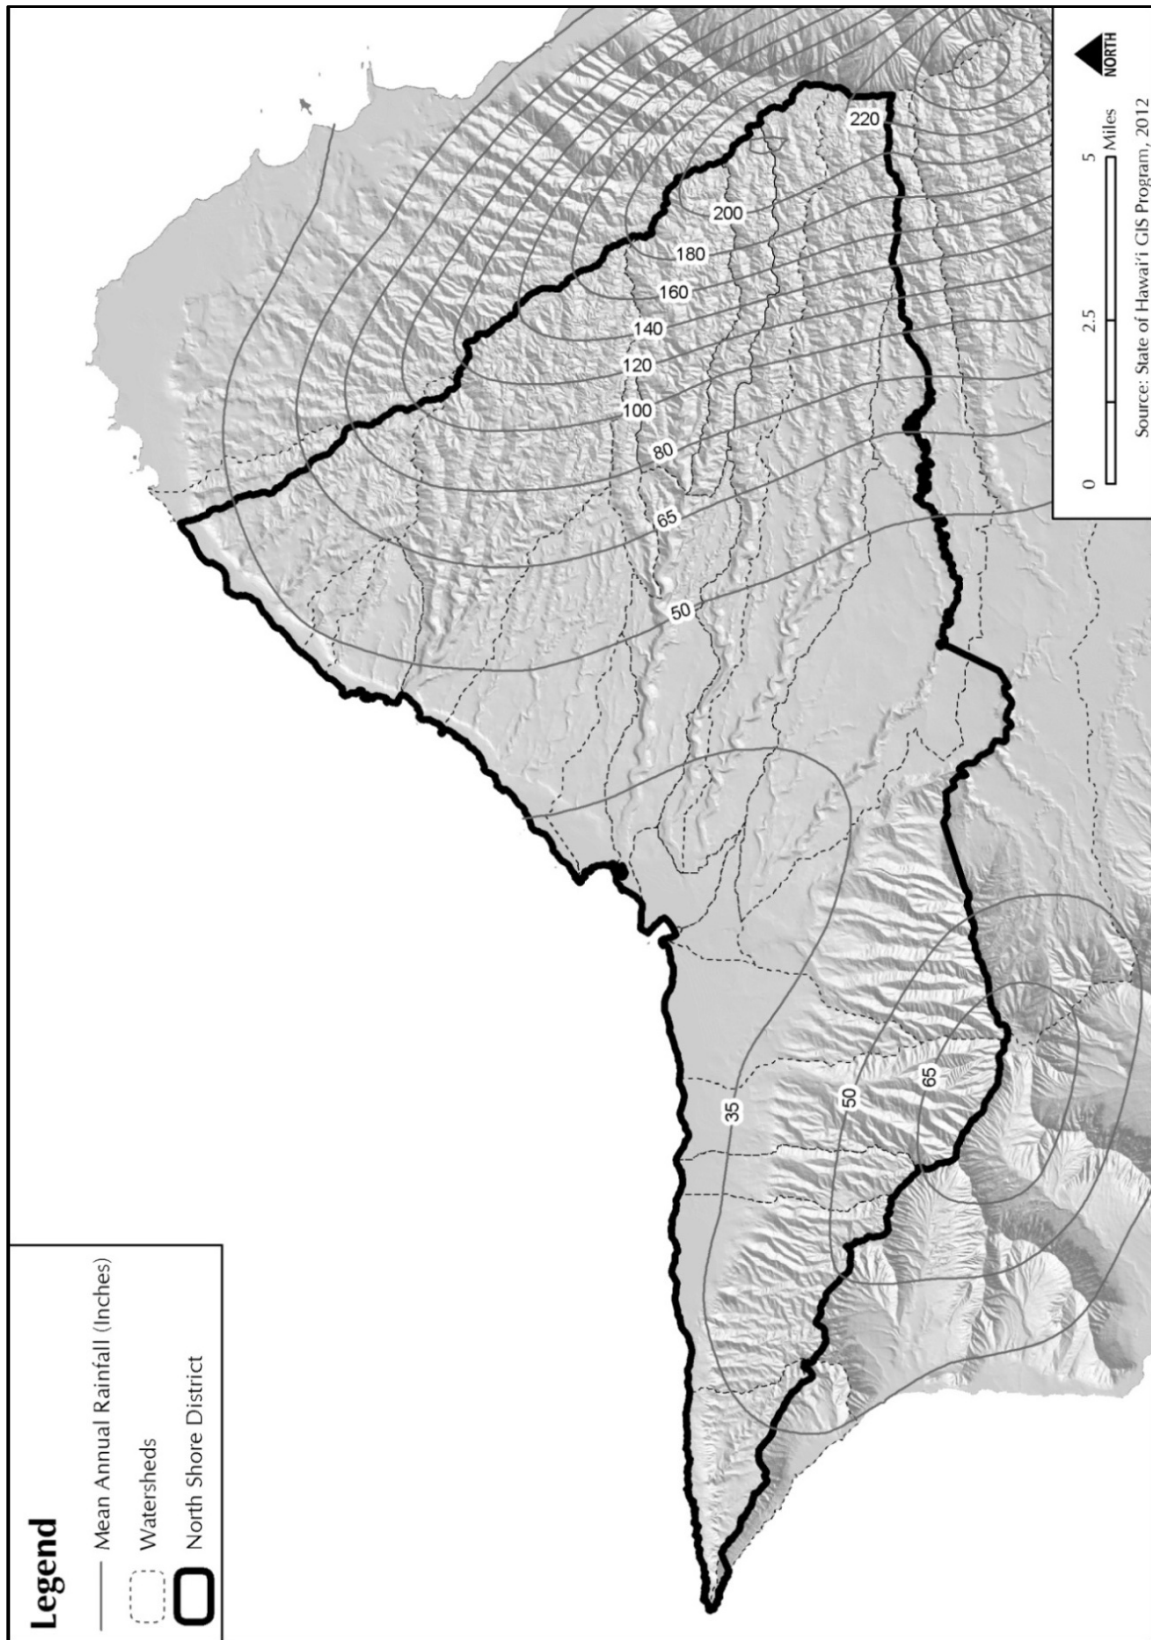 Legend
Mean Annual Rainfall (Inches)
Watersheds
North Shore District
35
50
65
50
65
80
100
120
140
160
180
200
220
NORTH
0 2.5 5 Miles
Source: State of Hawai‘i GIS Program, 2012